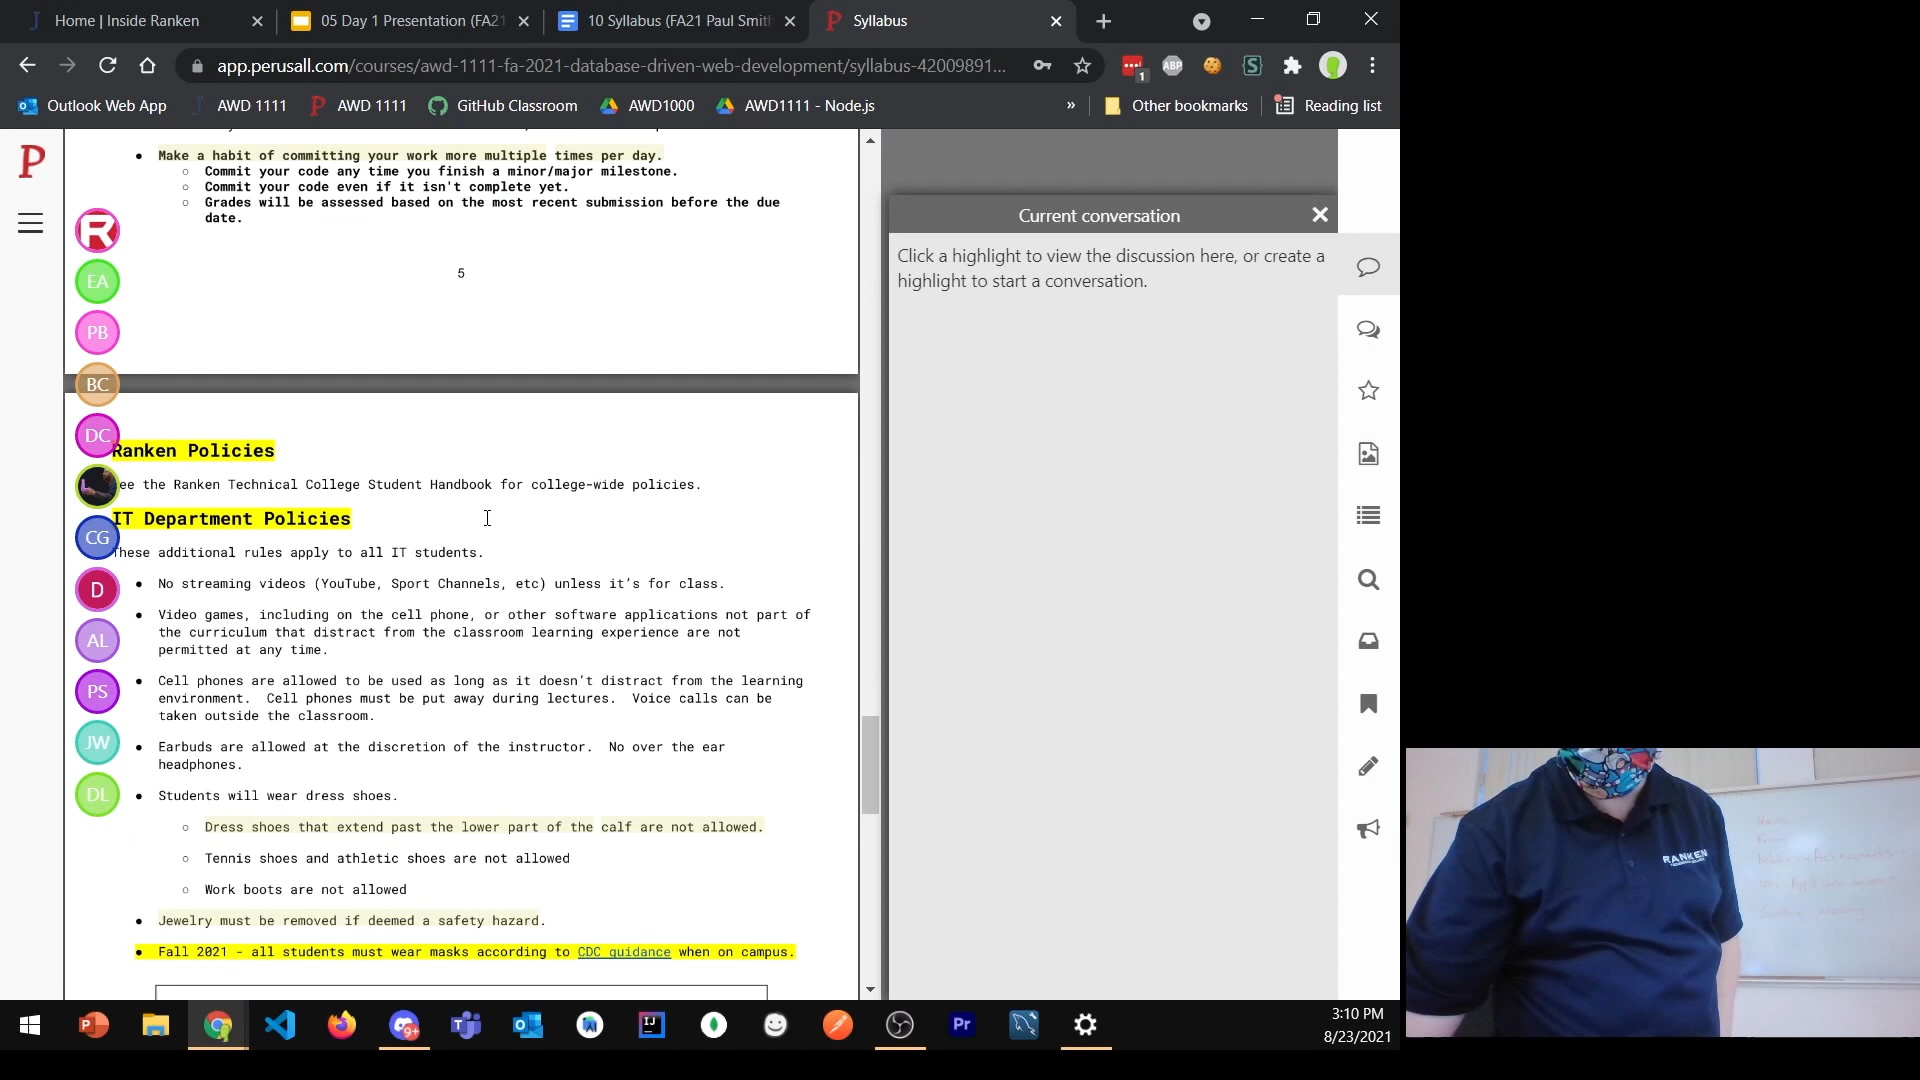 Home | Inside Ranken
05 Day 1 Presentation (FA21
10 Syllabus (FA21 Paul Smith
Syllabus
app.perusall.com/courses/awd-1111-fa-2021-database-driven-web-development/syllabus-42009891...
1
ABP
Outlook Web App
AWD 1111
AWD 1111
GitHub Classroom
AWD1000
AWD1111 - Node.js
»
Other bookmarks
Reading list
• Make a habit of committing your work more multiple times per day.
○ Commit your code any time you finish a minor/major milestone.
○ Commit your code even if it isn't complete yet.
○ Grades will be assessed based on the most recent submission before the due
date.
5
R
EA
PB
BC
DC
CG
D
AL
PS
JW
DL
Ranken Policies
ee the Ranken Technical College Student Handbook for college-wide policies.
IT Department Policies
These additional rules apply to all IT students.
• No streaming videos (YouTube, Sport Channels, etc) unless it's for class.
• Video games, including on the cell phone, or other software applications not part of
the curriculum that distract from the classroom learning experience are not
permitted at any time.
• Cell phones are allowed to be used as long as it doesn't distract from the learning
environment.  Cell phones must be put away during lectures.  Voice calls can be
taken outside the classroom.
• Earbuds are allowed at the discretion of the instructor.  No over the ear
headphones.
• Students will wear dress shoes.
○ Dress shoes that extend past the lower part of the calf are not allowed.
○ Tennis shoes and athletic shoes are not allowed
○ Work boots are not allowed
• Jewelry must be removed if deemed a safety hazard.
• Fall 2021 - all students must wear masks according to CDC guidance when on campus.
Current conversation
Click a highlight to view the discussion here, or create a
highlight to start a conversation.
RANKEN
9+
IJ
Pr
3:10 PM
8/23/2021